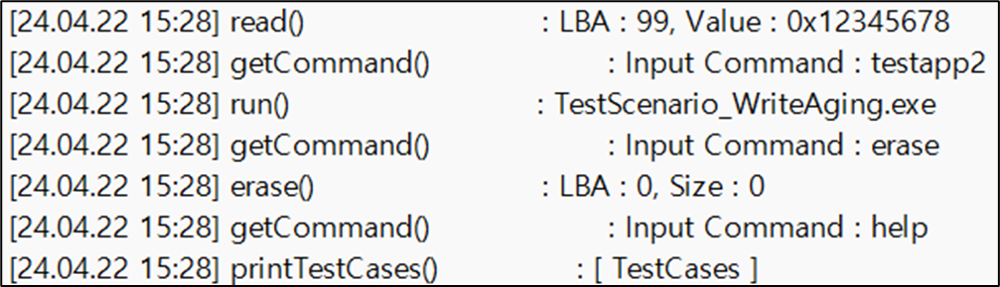 [24.04.22 15:28] read() : LBA : 99, Value : 0x12345678
[24.04.22 15:28] getCommand() : Input Command : testapp2
[24.04.22 15:28] run() : TestScenario_WriteAging.exe
[24.04.22 15:28] getCommand() : Input Command : erase
[24.04.22 15:28] erase() : LBA : 0, Size : 0
[24.04.22 15:28] getCommand() : Input Command : help
[24.04.22 15:28] printTestCases() : [ TestCases ]